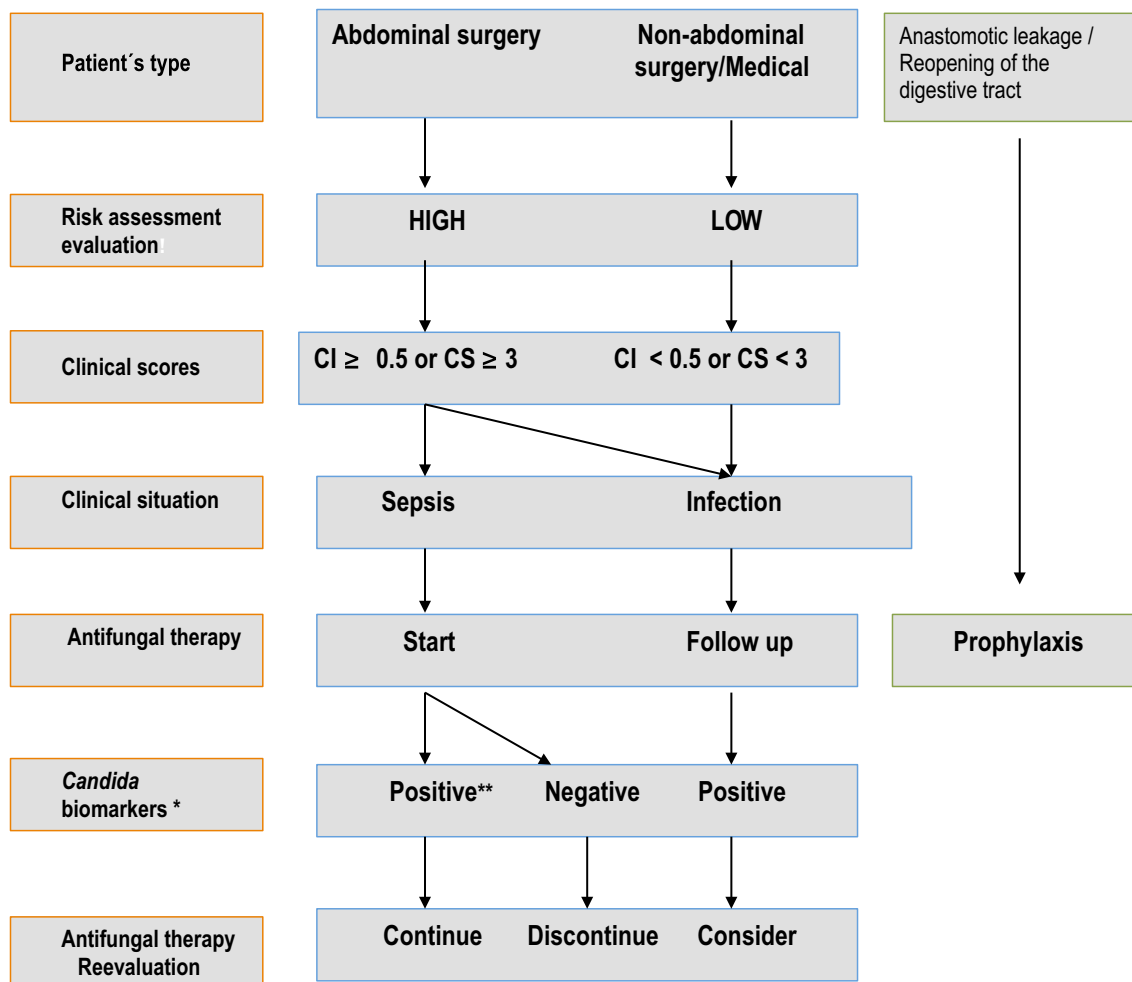 Patient´s type
Abdominal surgery
Non-abdominal
surgery/Medical
Anastomotic leakage /
Reopening of the
digestive tract
Risk assessment
evaluation!
HIGH
LOW
Clinical scores
CI ≥ 0.5 or CS ≥ 3
CI < 0.5 or CS < 3
Clinical situation
Sepsis
Infection
Antifungal therapy
Start
Follow up
Prophylaxis
Candida
biomarkers *
Positive**
Negative
Positive
Antifungal therapy
Reevaluation
Continue
Discontinue
Consider